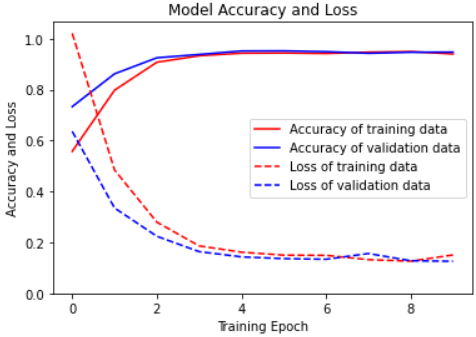 Model Accuracy and Loss
1.0
0.8
0.6
0.4
0.2
0.0
Accuracy and Loss
Accuracy of training data
Accuracy of validation data
Loss of training data
Loss of validation data
0 2 4 6 8
Training Epoch